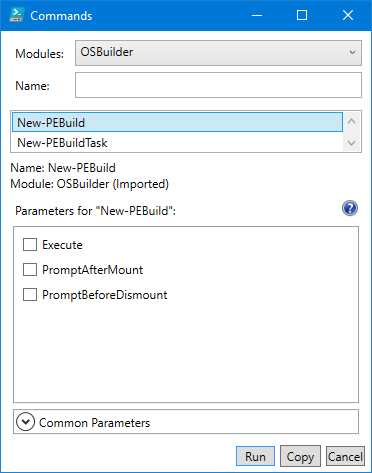 Commands
Modules: OSBuilder
Name:
New-PEBuild
New-PEBuildTask
Name: New-PEBuild
Module: OSBuilder (Imported)
Parameters for "New-PEBuild":
?
Execute
PromptAfterMount
PromptBeforeDismount
Common Parameters
Run Copy Cancel